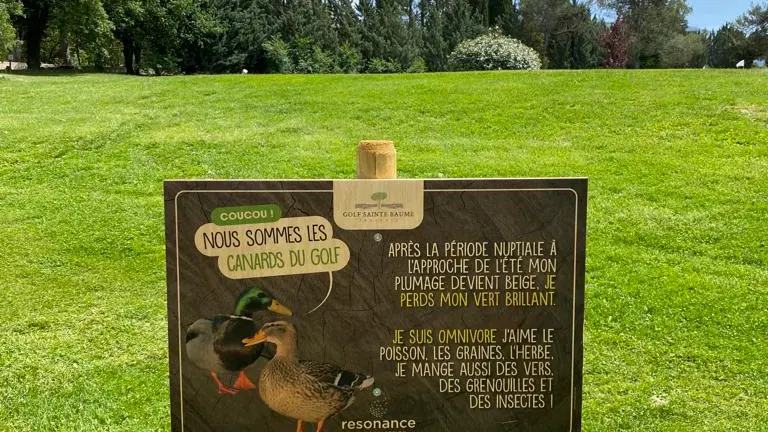 COUCOU !
NOUS SOMMES LES
CANARDS DU GOLF
GOLF SAINTE BAUME
APRÈS LA PÉRIODE NUPTIALE À
L'APPROCHE DE L'ÉTÉ MON
PLUMAGE DEVIENT BEIGE, JE
PERDS MON VERT BRILLANT.
JE SUIS OMNIVORE J'AIME LE
POISSON, LES GRAINES, L'HERBE,
JE MANGE AUSSI DES VERS,
DES GRENOUILLES ET
DES INSECTES !
resonance